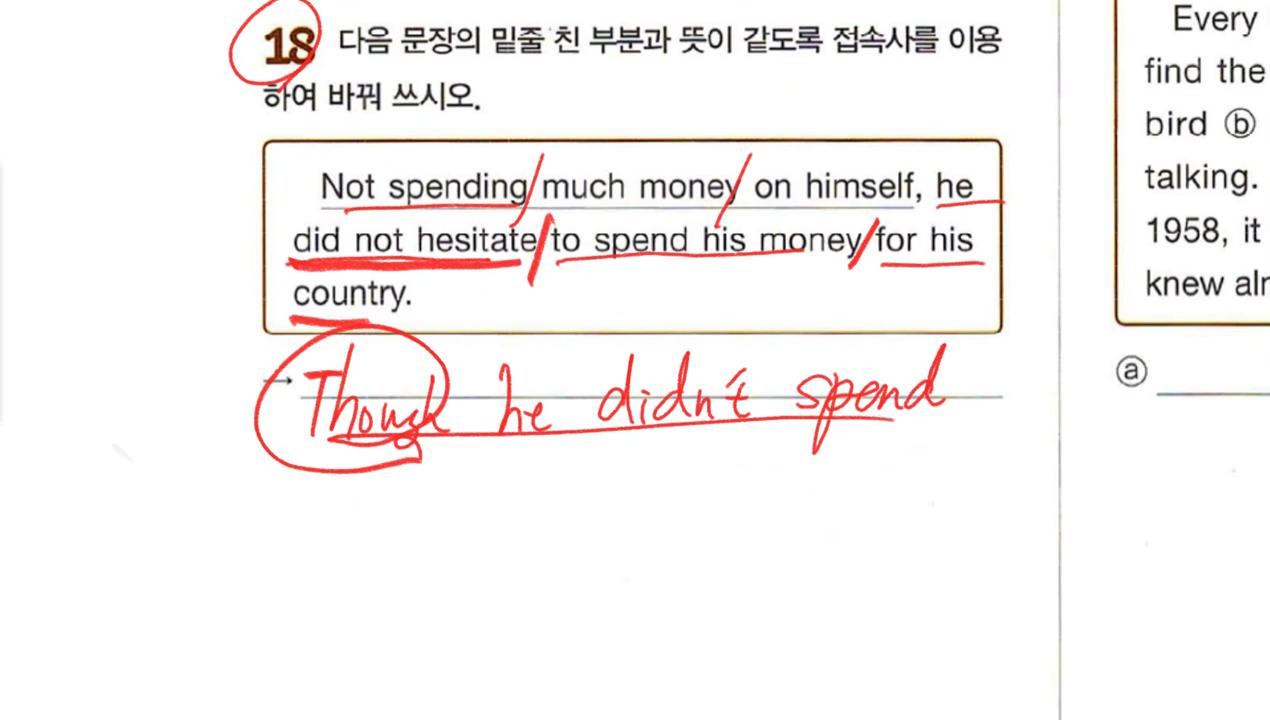 18 다음 문장의 밑줄 친 부분과 뜻이 같도록 접속사를 이용
하여 바꿔 쓰시오.
Not spending much money on himself, he
did not hesitate to spend his money for his
country.
→ Though he didn't spend
Every
find the
bird ⓑ
talking.
1958, it
knew alr
ⓐ